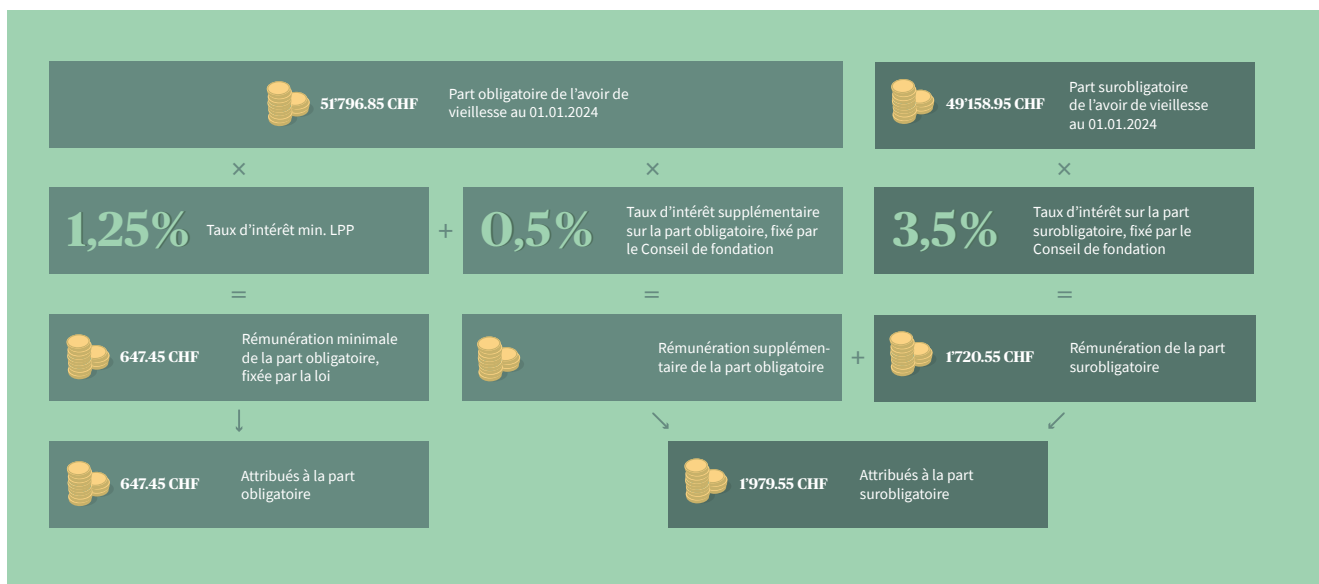 51'796.85 CHF
Part obligatoire de l'avoir de
vieillesse au 01.01.2024
49'158.95 CHF
Part surobligatoire
de l'avoir de vieillesse
au 01.01.2024
×
×
×
1,25%
Taux d'intérêt min. LPP
+
0,5%
Taux d'intérêt supplémentaire
sur la part obligatoire, fixé par
le Conseil de fondation
3,5%
Taux d'intérêt sur la part
surobligatoire, fixé par le
Conseil de fondation
=
=
=
647.45 CHF
Rémunération minimale
de la part obligatoire,
fixée par la loi
Rémunération supplémen-
taire de la part obligatoire
+
1'720.55 CHF
Rémunération de la part
surobligatoire
647.45 CHF
Attribués à la part
obligatoire
1'979.55 CHF
Attribués à la part
surobligatoire